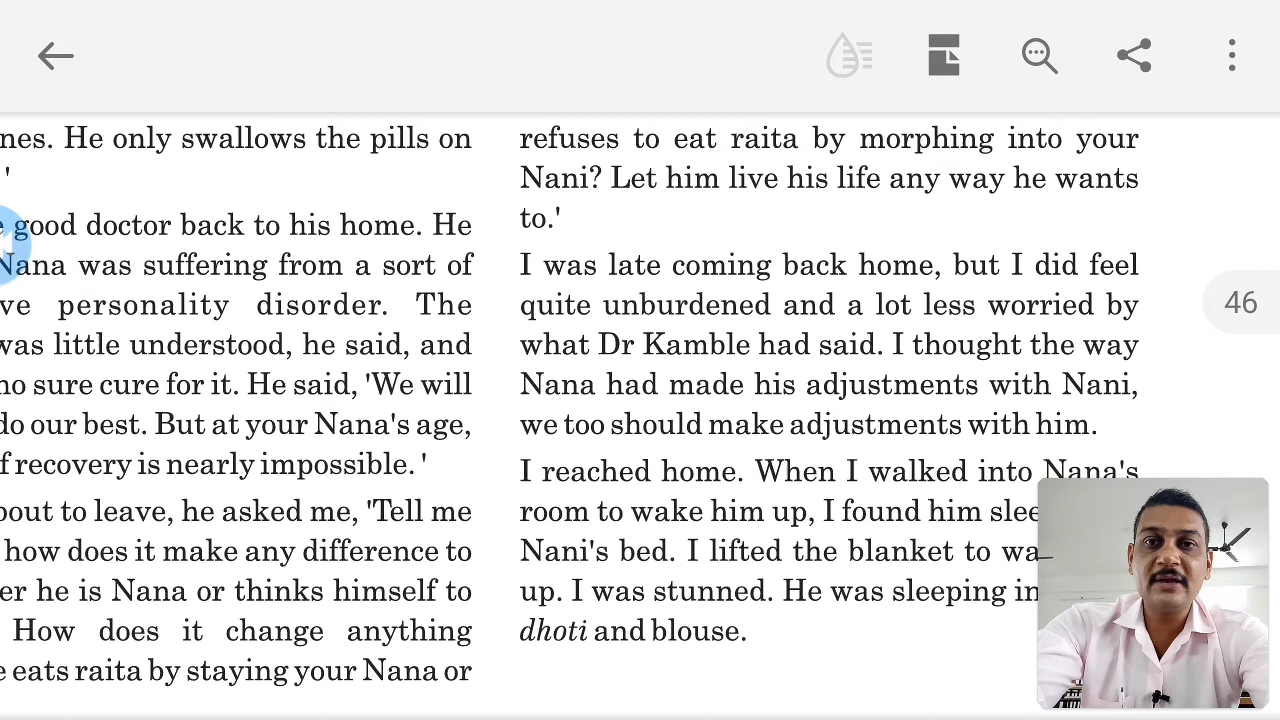 nes. He only swallows the pills on
'
good doctor back to his home. He
Nana was suffering from a sort of
ve personality disorder. The
was little understood, he said, and
no sure cure for it. He said, 'We will
do our best. But at your Nana's age,
f recovery is nearly impossible. '
bout to leave, he asked me, 'Tell me
how does it make any difference to
er he is Nana or thinks himself to
How does it change anything
e eats raita by staying your Nana or
refuses to eat raita by morphing into your
Nani? Let him live his life any way he wants
to.'
I was late coming back home, but I did feel
quite unburdened and a lot less worried by
what Dr Kamble had said. I thought the way
Nana had made his adjustments with Nani,
we too should make adjustments with him.
I reached home. When I walked into Nana's
room to wake him up, I found him slee
Nani's bed. I lifted the blanket to wa
up. I was stunned. He was sleeping in
dhoti and blouse.
46